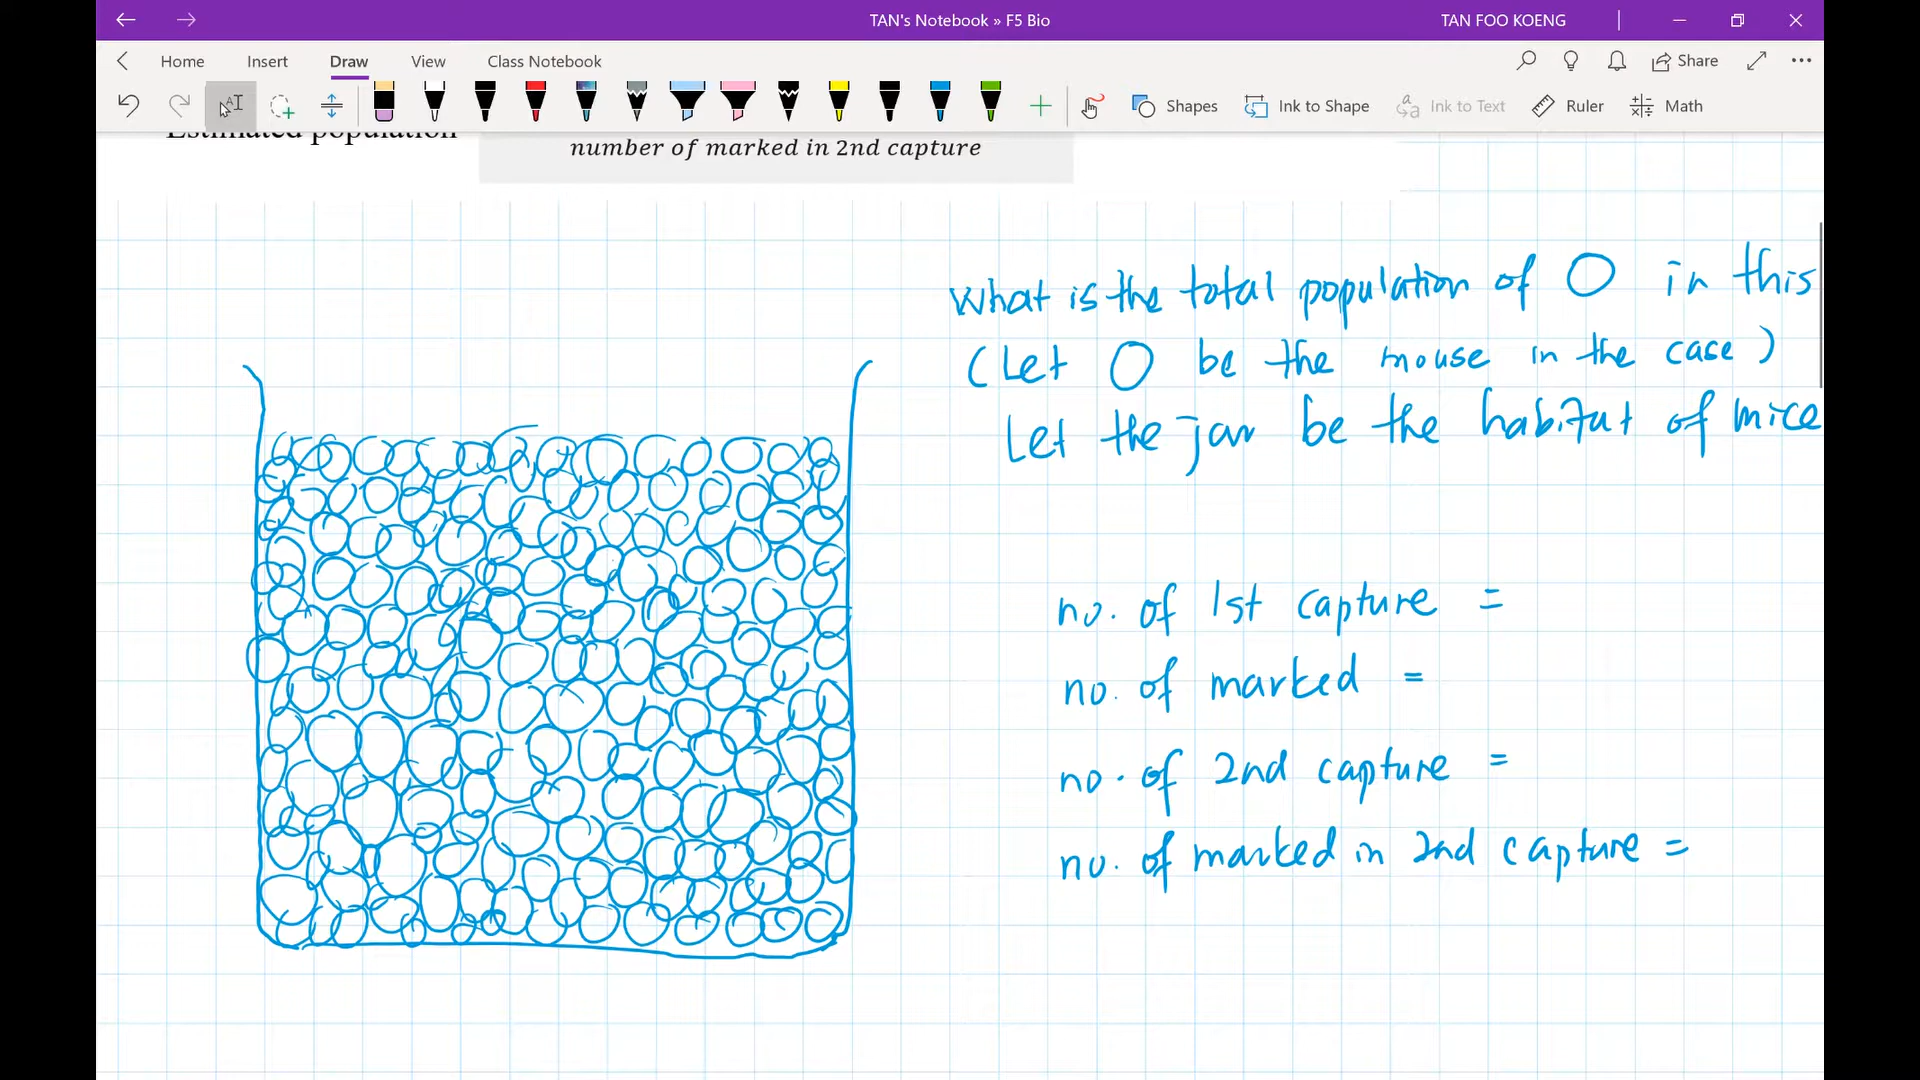 TAN's Notebook » F5 Bio
TAN FOO KOENG
Home Insert Draw View Class Notebook
Share
Shapes Ink to Shape Ink to Text Ruler Math
Estimated population
number of marked in 2nd capture
What is the total population of O in this
(Let O be the mouse in the case)
Let the jar be the habitat of mice
no. of 1st capture =
no. of marked =
no. of 2nd capture =
no. of marked in 2nd capture =